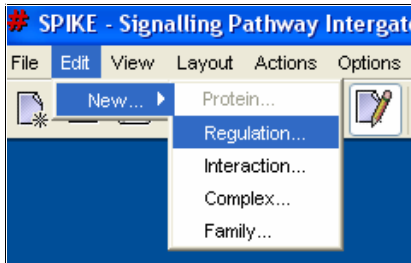 SPIKE - Signalling Pathway Intergat
File Edit View Layout Actions Options
New...
Protein...
Regulation...
Interaction...
Complex...
Family...